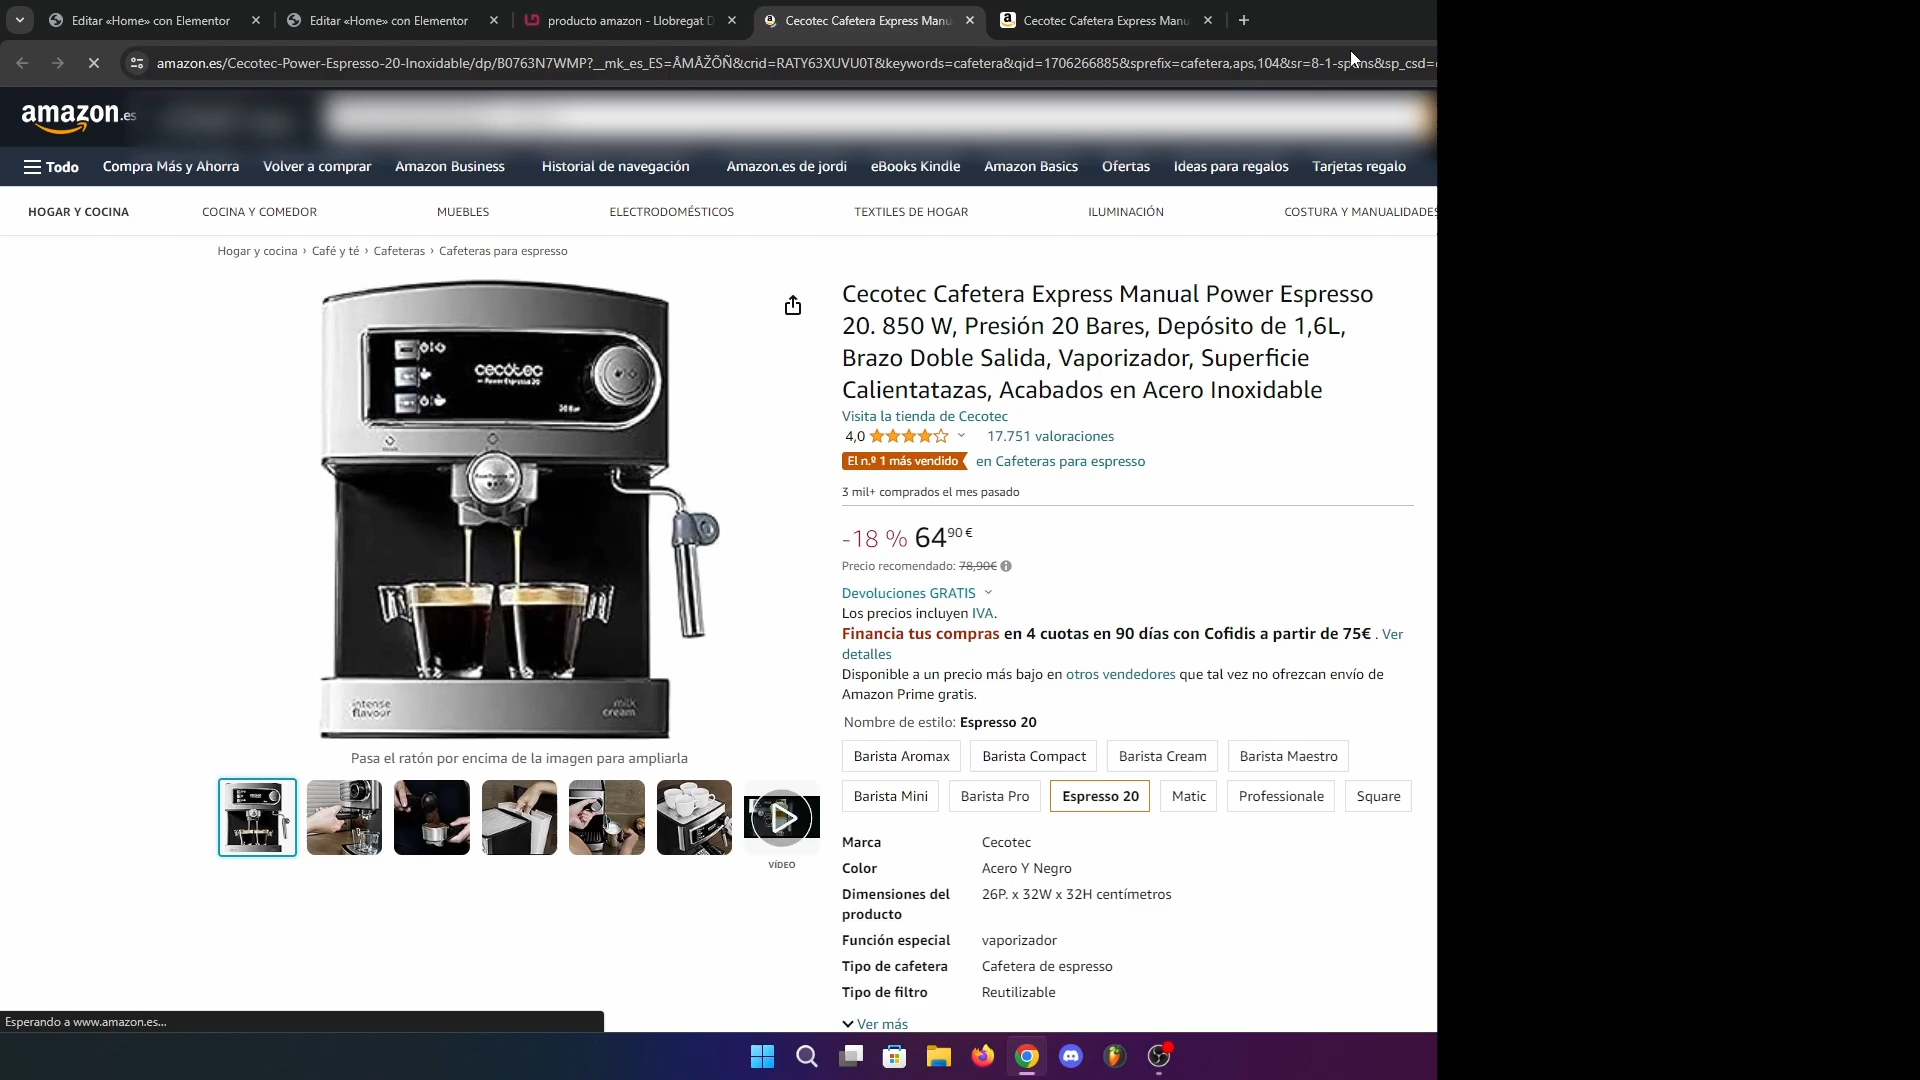 Editar «Home» con Elementor
Editar «Home» con Elementor
producto amazon - Llobregat D
Cecotec Cafetera Express Manu
Cecotec Cafetera Express Manu
amazon.es/Cecotec-Power-Espresso-20-Inoxidable/dp/B0763N7WMP?__mk_es_ES=ÅMÅŽÕÑ&crid=RATY63XUVU0T&keywords=cafetera&qid=1706266885&sprefix=cafetera,aps,104&sr=8-1-spons&sp_csd=
amazon.es
Todo Compra Más y Ahorra Volver a comprar Amazon Business Historial de navegación Amazon.es de jordi eBooks Kindle Amazon Basics Ofertas Ideas para regalos Tarjetas regalo
HOGAR Y COCINA COCINA Y COMEDOR MUEBLES ELECTRODOMÉSTICOS TEXTILES DE HOGAR ILUMINACIÓN COSTURA Y MANUALIDADES
Hogar y cocina › Café y té › Cafeteras › Cafeteras para espresso
cecotec
Power Espresso 20
20 Bar
intense
flavour
milk
cream
Pasa el ratón por encima de la imagen para ampliarla
VÍDEO
Cecotec Cafetera Express Manual Power Espresso
20. 850 W, Presión 20 Bares, Depósito de 1,6L,
Brazo Doble Salida, Vaporizador, Superficie
Calientatazas, Acabados en Acero Inoxidable
Visita la tienda de Cecotec
4,0 17.751 valoraciones
El n.º 1 más vendido en Cafeteras para espresso
3 mil+ comprados el mes pasado
-18 % 64,90€
Precio recomendado: 78,90€
Devoluciones GRATIS
Los precios incluyen IVA.
Financia tus compras en 4 cuotas en 90 días con Cofidis a partir de 75€ . Ver
detalles
Disponible a un precio más bajo en otros vendedores que tal vez no ofrezcan envío de
Amazon Prime gratis.
Nombre de estilo: Espresso 20
Barista Aromax Barista Compact Barista Cream Barista Maestro
Barista Mini Barista Pro Espresso 20 Matic Professionale Square
Marca Cecotec
Color Acero Y Negro
Dimensiones del 26P. x 32W x 32H centímetros
producto
Función especial vaporizador
Tipo de cafetera Cafetera de espresso
Tipo de filtro Reutilizable
Ver más
Esperando a www.amazon.es...